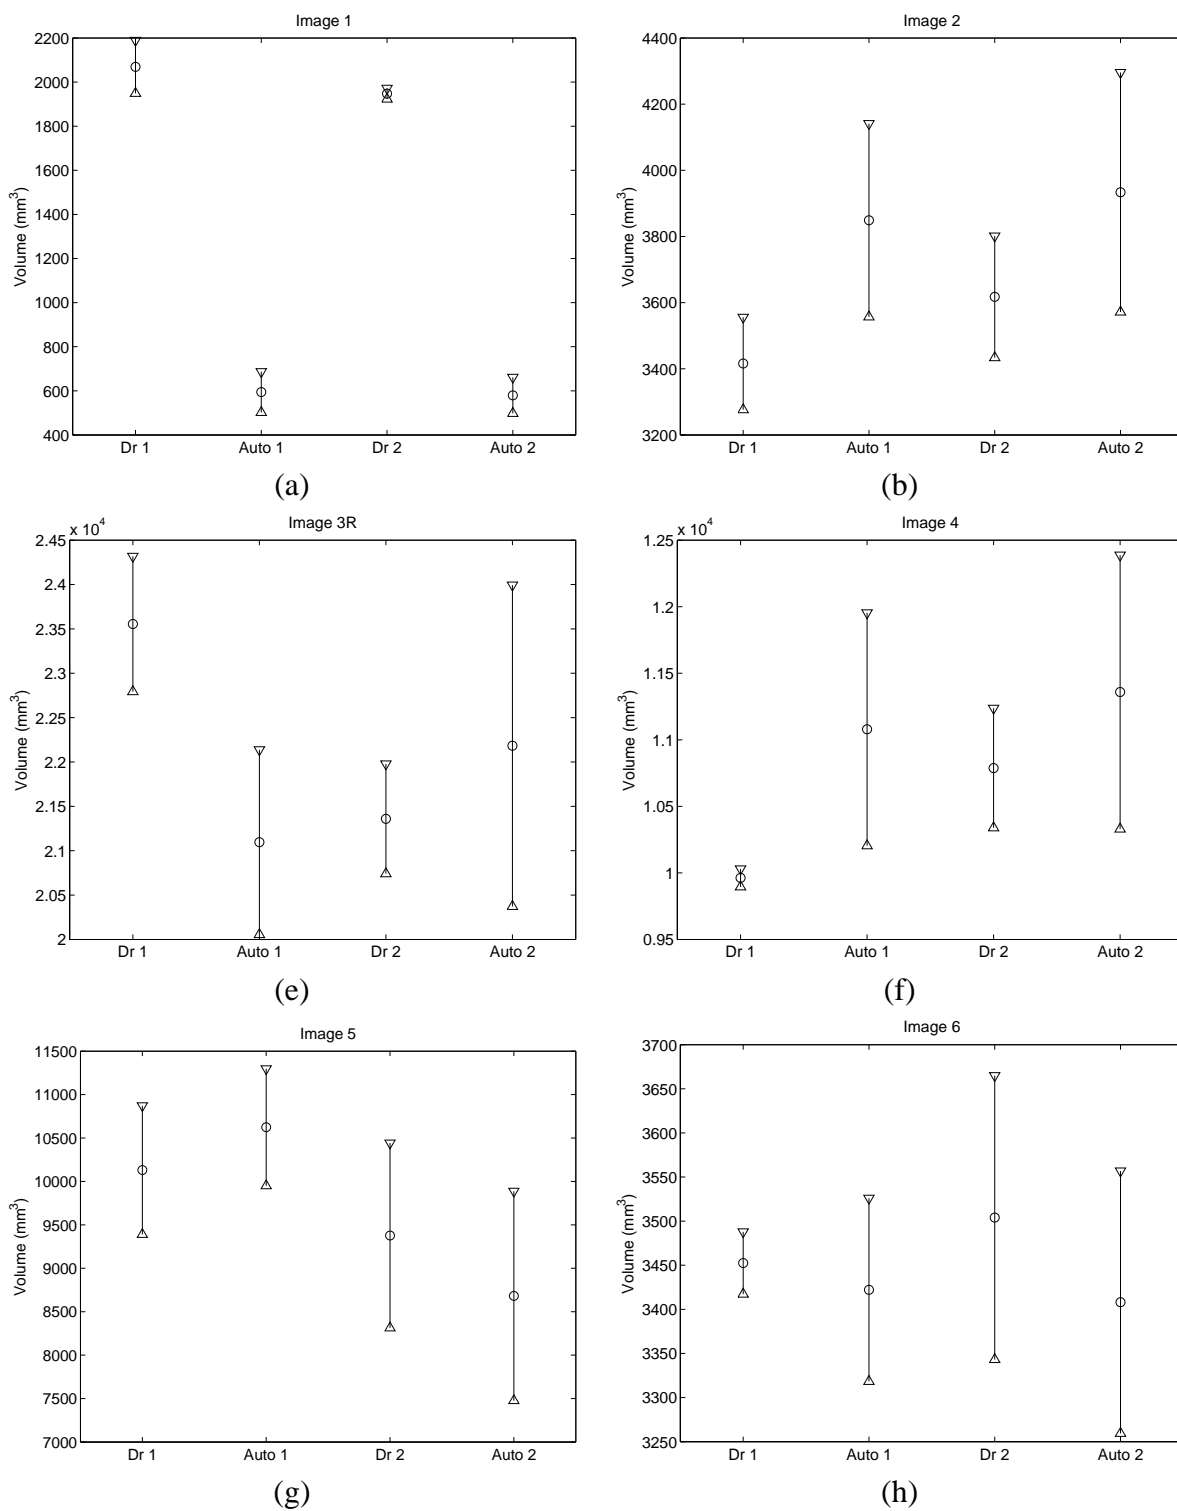 Image 1
2200
2000
1800
1600
1400
1200
1000
800
600
400
Volume (mm³)
Dr 1 Auto 1 Dr 2 Auto 2
(a)
Image 2
4400
4200
4000
3800
3600
3400
3200
Volume (mm³)
Dr 1 Auto 1 Dr 2 Auto 2
(b)
Image 3R
x 10⁴
2.45
2.4
2.35
2.3
2.25
2.2
2.15
2.1
2.05
2
Volume (mm³)
Dr 1 Auto 1 Dr 2 Auto 2
(e)
Image 4
x 10⁴
1.25
1.2
1.15
1.1
1.05
1
0.95
Volume (mm³)
Dr 1 Auto 1 Dr 2 Auto 2
(f)
Image 5
11500
11000
10500
10000
9500
9000
8500
8000
7500
7000
Volume (mm³)
Dr 1 Auto 1 Dr 2 Auto 2
(g)
Image 6
3700
3650
3600
3550
3500
3450
3400
3350
3300
3250
Volume (mm³)
Dr 1 Auto 1 Dr 2 Auto 2
(h)